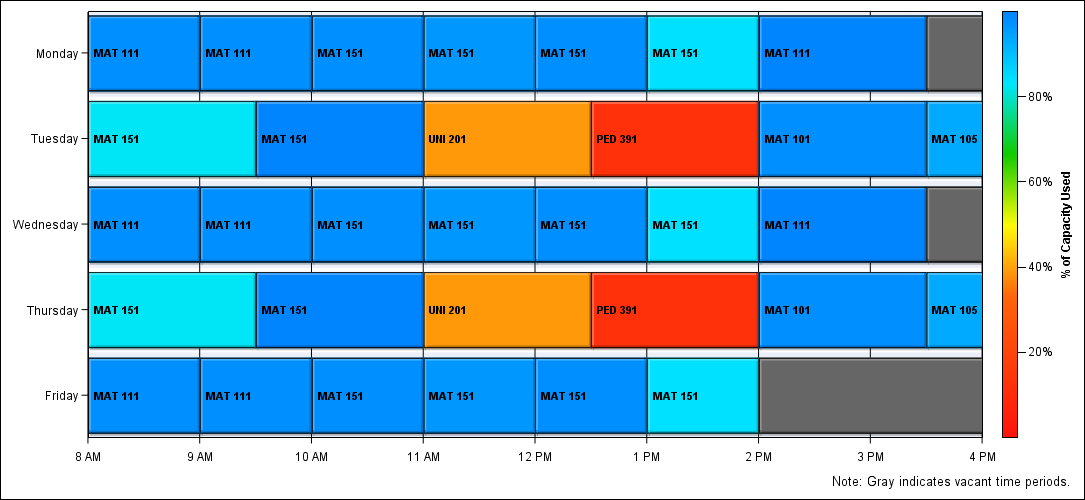 Monday MAT 111 MAT 111 MAT 151 MAT 151 MAT 151 MAT 151 MAT 111
80%
Tuesday MAT 151 MAT 151 UNI 201 PED 391 MAT 101 MAT 105
60%
Wednesday MAT 111 MAT 111 MAT 151 MAT 151 MAT 151 MAT 151 MAT 111
% of Capacity Used
40%
Thursday MAT 151 MAT 151 UNI 201 PED 391 MAT 101 MAT 105
20%
Friday MAT 111 MAT 111 MAT 151 MAT 151 MAT 151 MAT 151
8 AM 9 AM 10 AM 11 AM 12 PM 1 PM 2 PM 3 PM 4 PM
Note: Gray indicates vacant time periods.